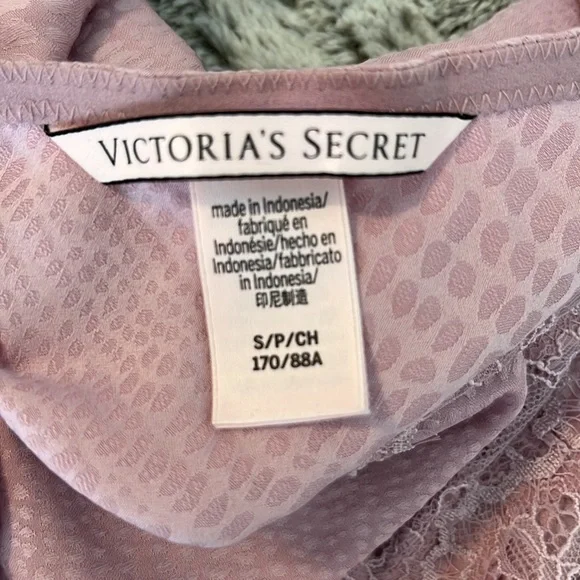 VICTORIA'S SECRET
made in Indonesia/
fabriqué en
Indonésie/hecho en
Indonesia/fabbricato
in Indonesia/
印尼制造
S/P/CH
170/88A